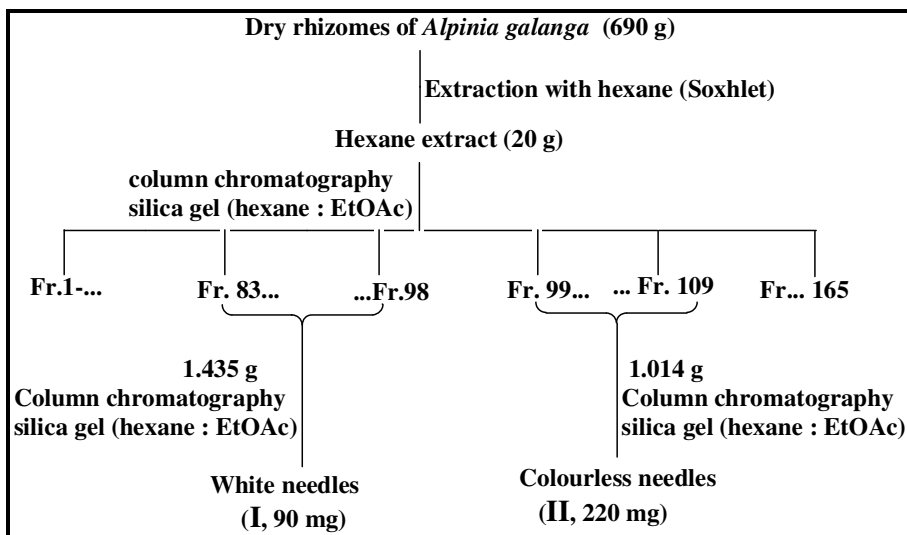 Dry rhizomes of Alpinia galanga (690 g)
Extraction with hexane (Soxhlet)
Hexane extract (20 g)
column chromatography
silica gel (hexane : EtOAc)
Fr.1-... Fr. 83... ...Fr.98 Fr. 99... ... Fr. 109 Fr... 165
1.435 g
Column chromatography
silica gel (hexane : EtOAc)
1.014 g
Column chromatography
silica gel (hexane : EtOAc)
White needles
(I, 90 mg)
Colourless needles
(II, 220 mg)